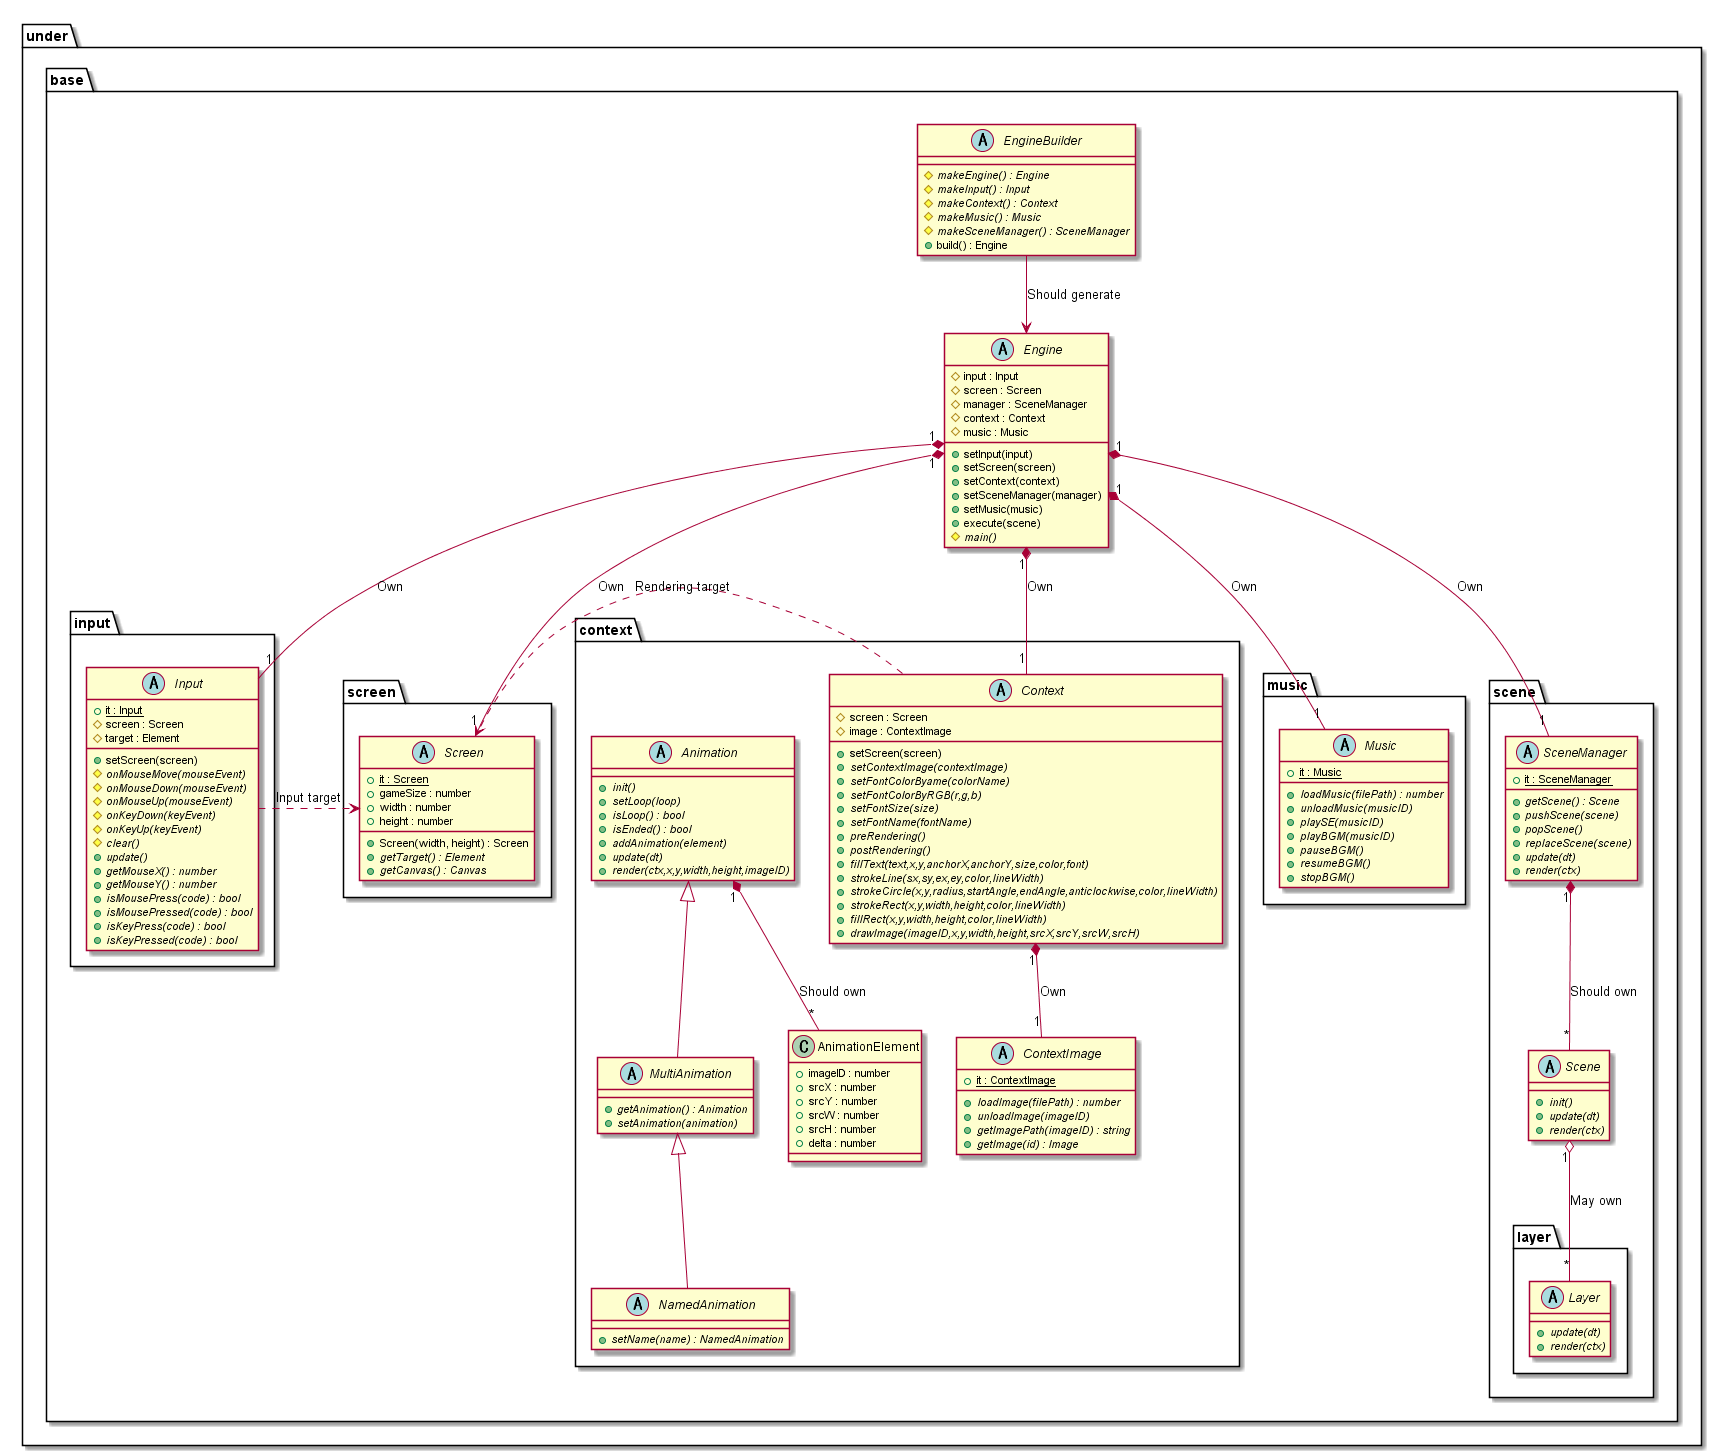 under
base
A EngineBuilder
makeEngine() : Engine
makeInput() : Input
makeContext() : Context
makeMusic() : Music
makeSceneManager() : SceneManager
build() : Engine
Should generate
A Engine
input : Input
screen : Screen
manager : SceneManager
context : Context
music : Music
setInput(input)
setScreen(screen)
setContext(context)
setSceneManager(manager)
setMusic(music)
execute(scene)
main()
1
1
1
1
1
Own
Own
Rendering target
Own
Own
Own
input
1
A Input
it : Input
screen : Screen
target : Element
setScreen(screen)
onMouseMove(mouseEvent)
onMouseDown(mouseEvent)
onMouseUp(mouseEvent)
onKeyDown(keyEvent)
onKeyUp(keyEvent)
clear()
update()
getMouseX() : number
getMouseY() : number
isMousePress(code) : bool
isMousePressed(code) : bool
isKeyPress(code) : bool
isKeyPressed(code) : bool
Input target
screen
1
A Screen
it : Screen
gameSize : number
width : number
height : number
Screen(width, height) : Screen
getTarget() : Element
getCanvas() : Canvas
context
A Animation
init()
setLoop(loop)
isLoop() : bool
isEnded() : bool
addAnimation(element)
update(dt)
render(ctx,x,y,width,height,imageID)
1
Should own
*
1
A Context
screen : Screen
image : ContextImage
setScreen(screen)
setContextImage(contextImage)
setFontColorByame(colorName)
setFontColorByRGB(r,g,b)
setFontSize(size)
setFontName(fontName)
preRendering()
postRendering()
fillText(text,x,y,anchorX,anchorY,size,color,font)
strokeLine(sx,sy,ex,ey,color,lineWidth)
strokeCircle(x,y,radius,startAngle,endAngle,anticlockwise,color,lineWidth)
strokeRect(x,y,width,height,color,lineWidth)
fillRect(x,y,width,height,color,lineWidth)
drawImage(imageID,x,y,width,height,srcX,srcY,srcW,srcH)
1
Own
1
A MultiAnimation
getAnimation() : Animation
setAnimation(animation)
C AnimationElement
imageID : number
srcX : number
srcY : number
srcW : number
srcH : number
delta : number
A ContextImage
it : ContextImage
loadImage(filePath) : number
unloadImage(imageID)
getImagePath(imageID) : string
getImage(id) : Image
A NamedAnimation
setName(name) : NamedAnimation
music
1
A Music
it : Music
loadMusic(filePath) : number
unloadMusic(musicID)
playSE(musicID)
playBGM(musicID)
pauseBGM()
resumeBGM()
stopBGM()
scene
1
A SceneManager
it : SceneManager
getScene() : Scene
pushScene(scene)
popScene()
replaceScene(scene)
update(dt)
render(ctx)
1
Should own
*
A Scene
init()
update(dt)
render(ctx)
1
May own
layer
*
A Layer
update(dt)
render(ctx)